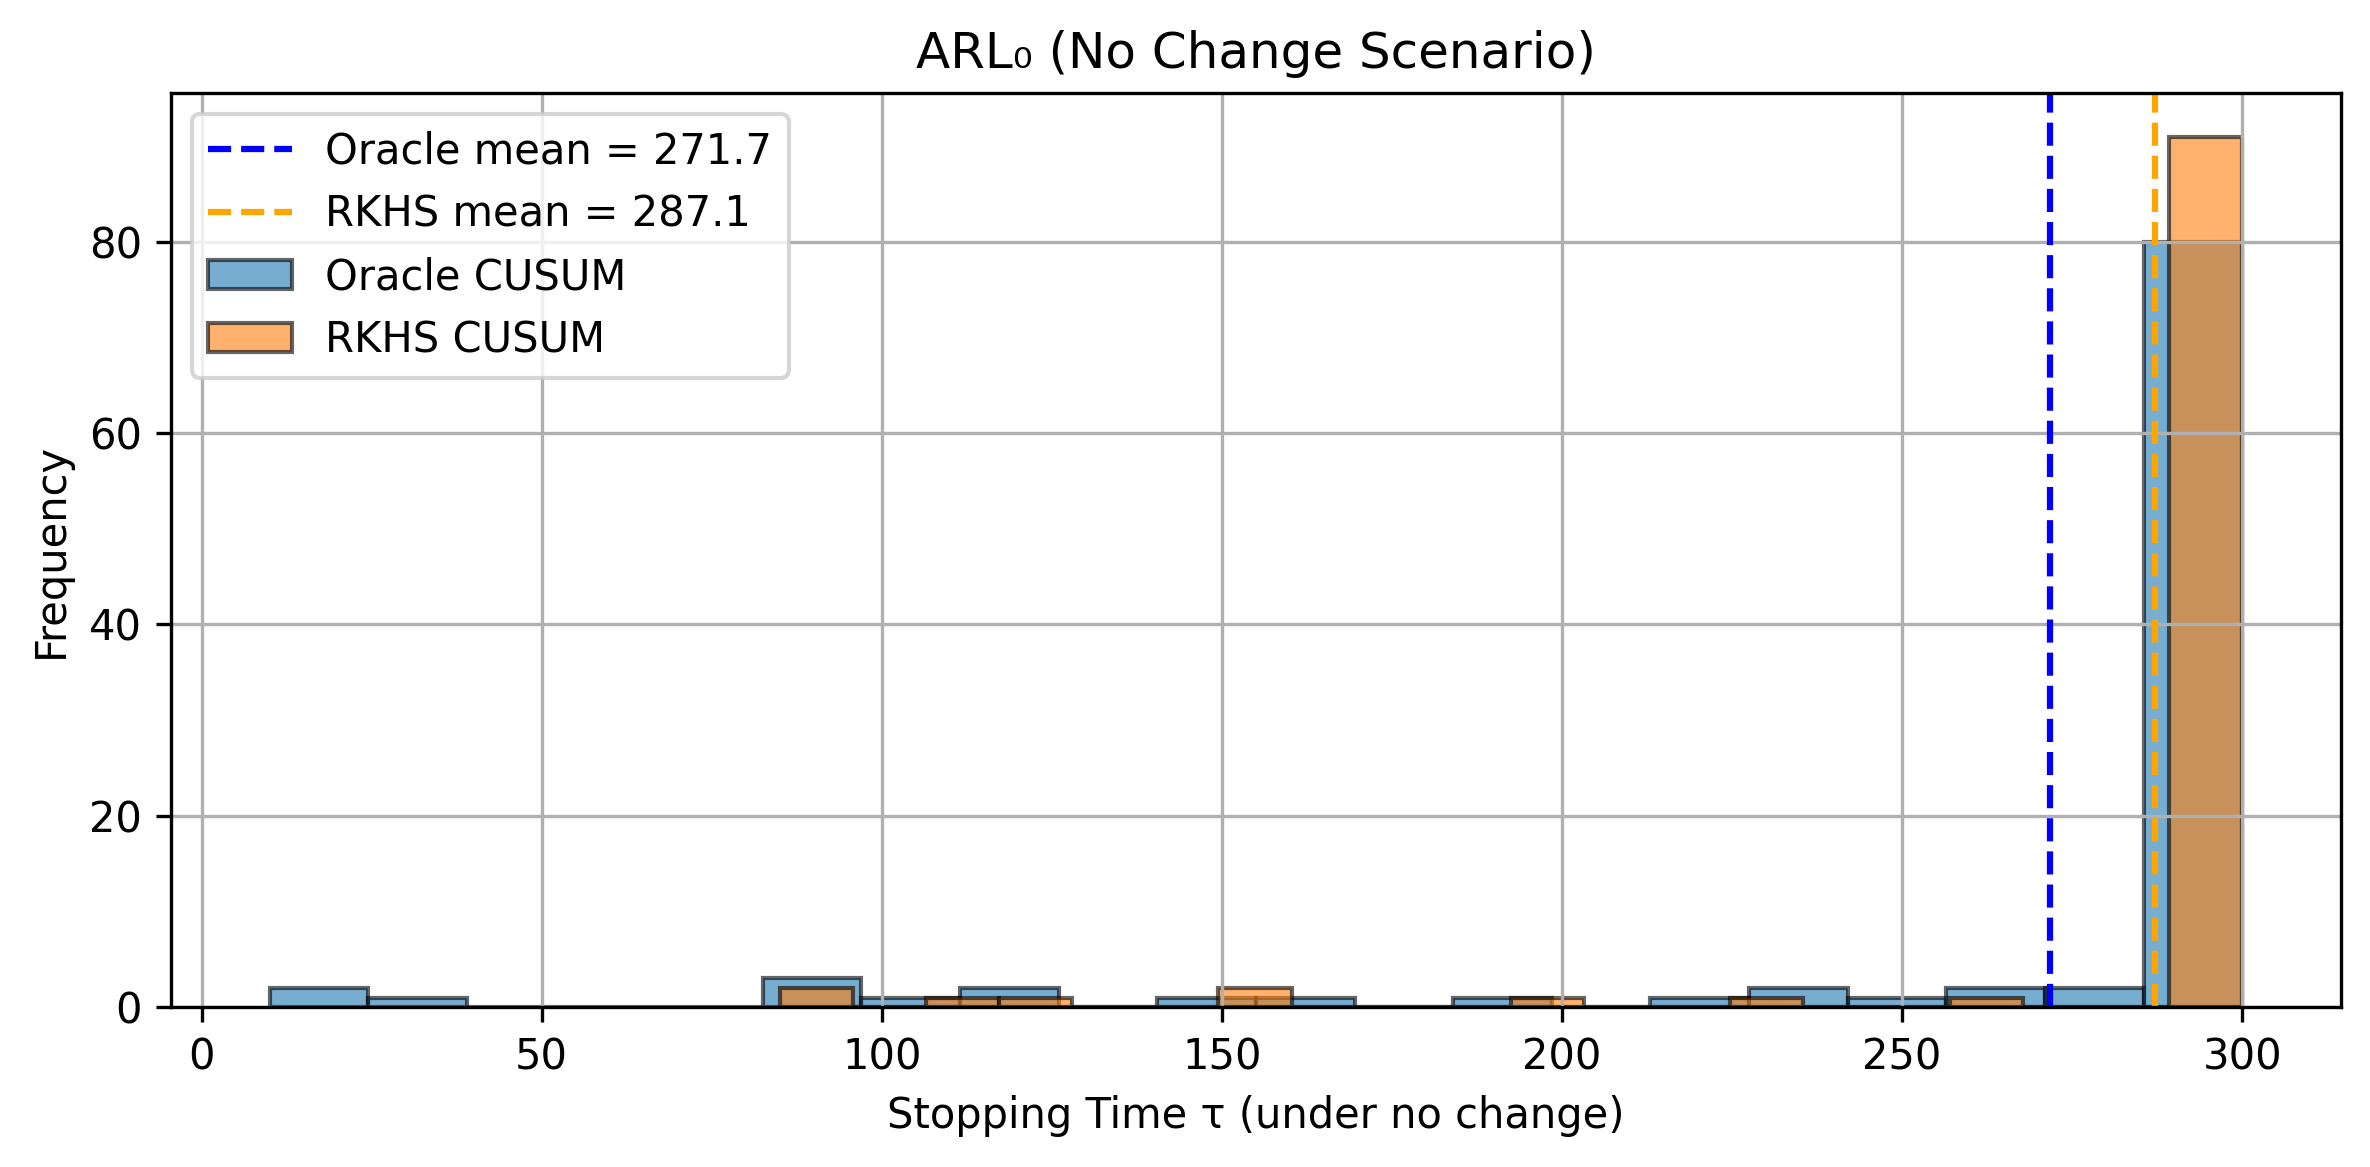 ARL₀ (No Change Scenario)
Oracle mean = 271.7
RKHS mean = 287.1
Oracle CUSUM
RKHS CUSUM
Frequency
80
60
40
20
0
0 50 100 150 200 250 300
Stopping Time τ (under no change)